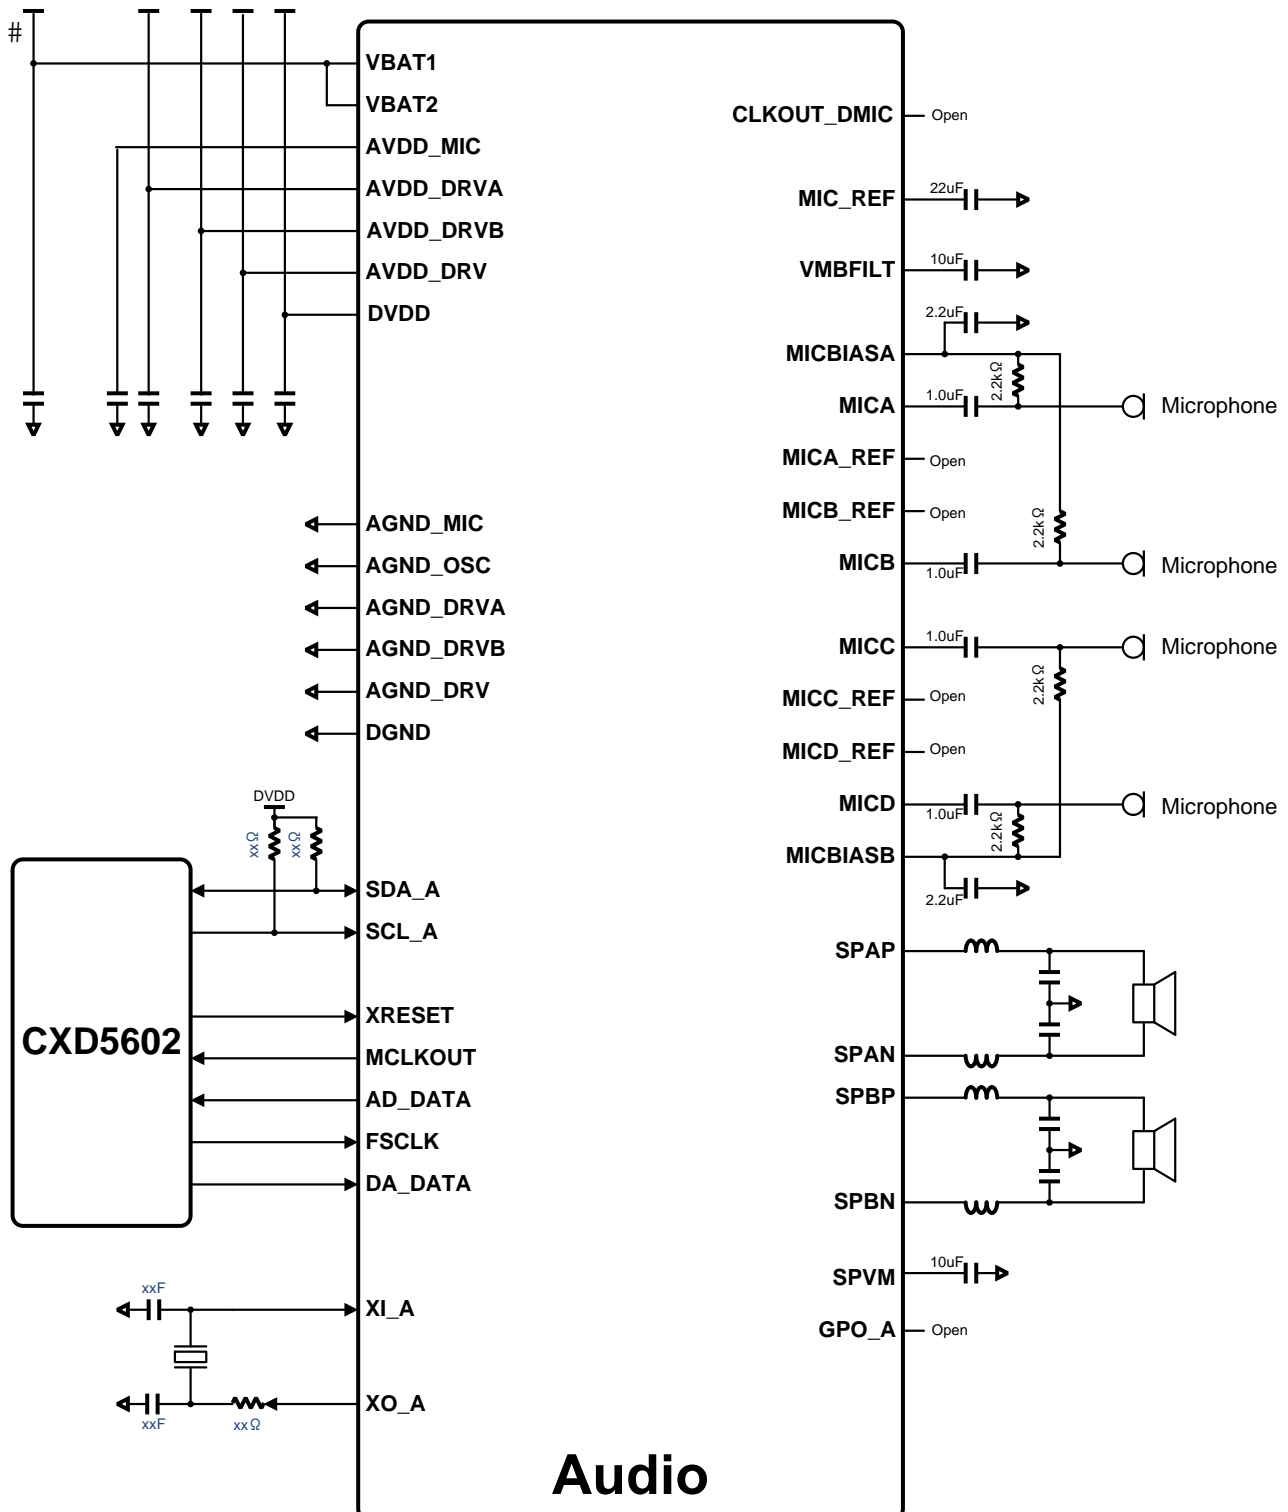 #
VBAT1
VBAT2
AVDD_MIC
AVDD_DRVA
AVDD_DRVB
AVDD_DRV
DVDD
AGND_MIC
AGND_OSC
AGND_DRVA
AGND_DRVB
AGND_DRV
DGND
DVDD
xxΩ
xxΩ
SDA_A
SCL_A
XRESET
MCLKOUT
AD_DATA
FSCLK
DA_DATA
CXD5602
xxF
XI_A
XO_A
xxF
xxΩ
CLKOUT_DMIC
Open
MIC_REF
22uF
VMBFILT
10uF
2.2uF
MICBIASA
2.2kΩ
MICA
1.0uF
Microphone
MICA_REF
Open
MICB_REF
Open
2.2kΩ
MICB
1.0uF
Microphone
MICC
1.0uF
Microphone
2.2kΩ
MICC_REF
Open
MICD_REF
Open
MICD
1.0uF
Microphone
2.2kΩ
MICBIASB
2.2uF
SPAP
SPAN
SPBP
SPBN
SPVM
10uF
GPO_A
Open
Audio